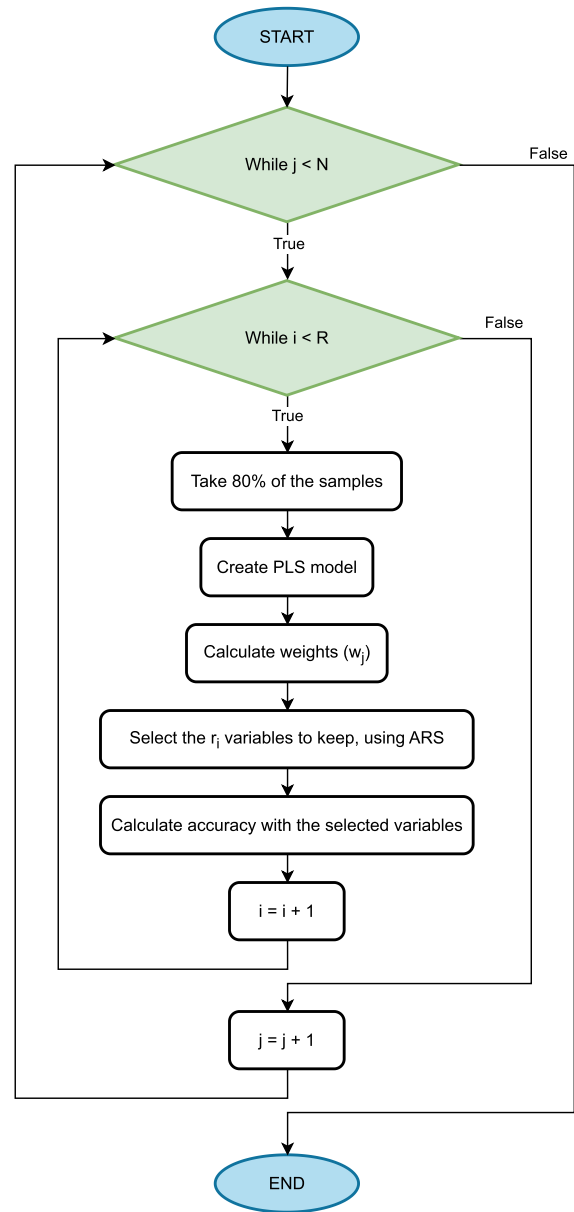 START
While j < N
False
True
While i < R
False
True
Take 80% of the samples
Create PLS model
Calculate weights (wj)
Select the ri variables to keep, using ARS
Calculate accuracy with the selected variables
i = i + 1
j = j + 1
END